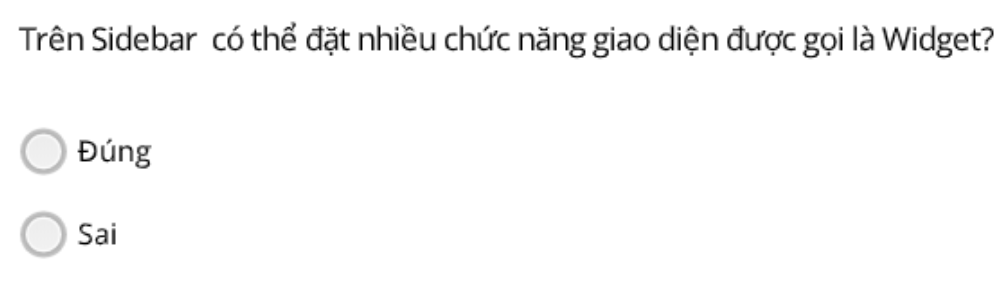 Trên Sidebar có thể đặt nhiều chức năng giao diện được gọi là Widget?
Đúng
Sai